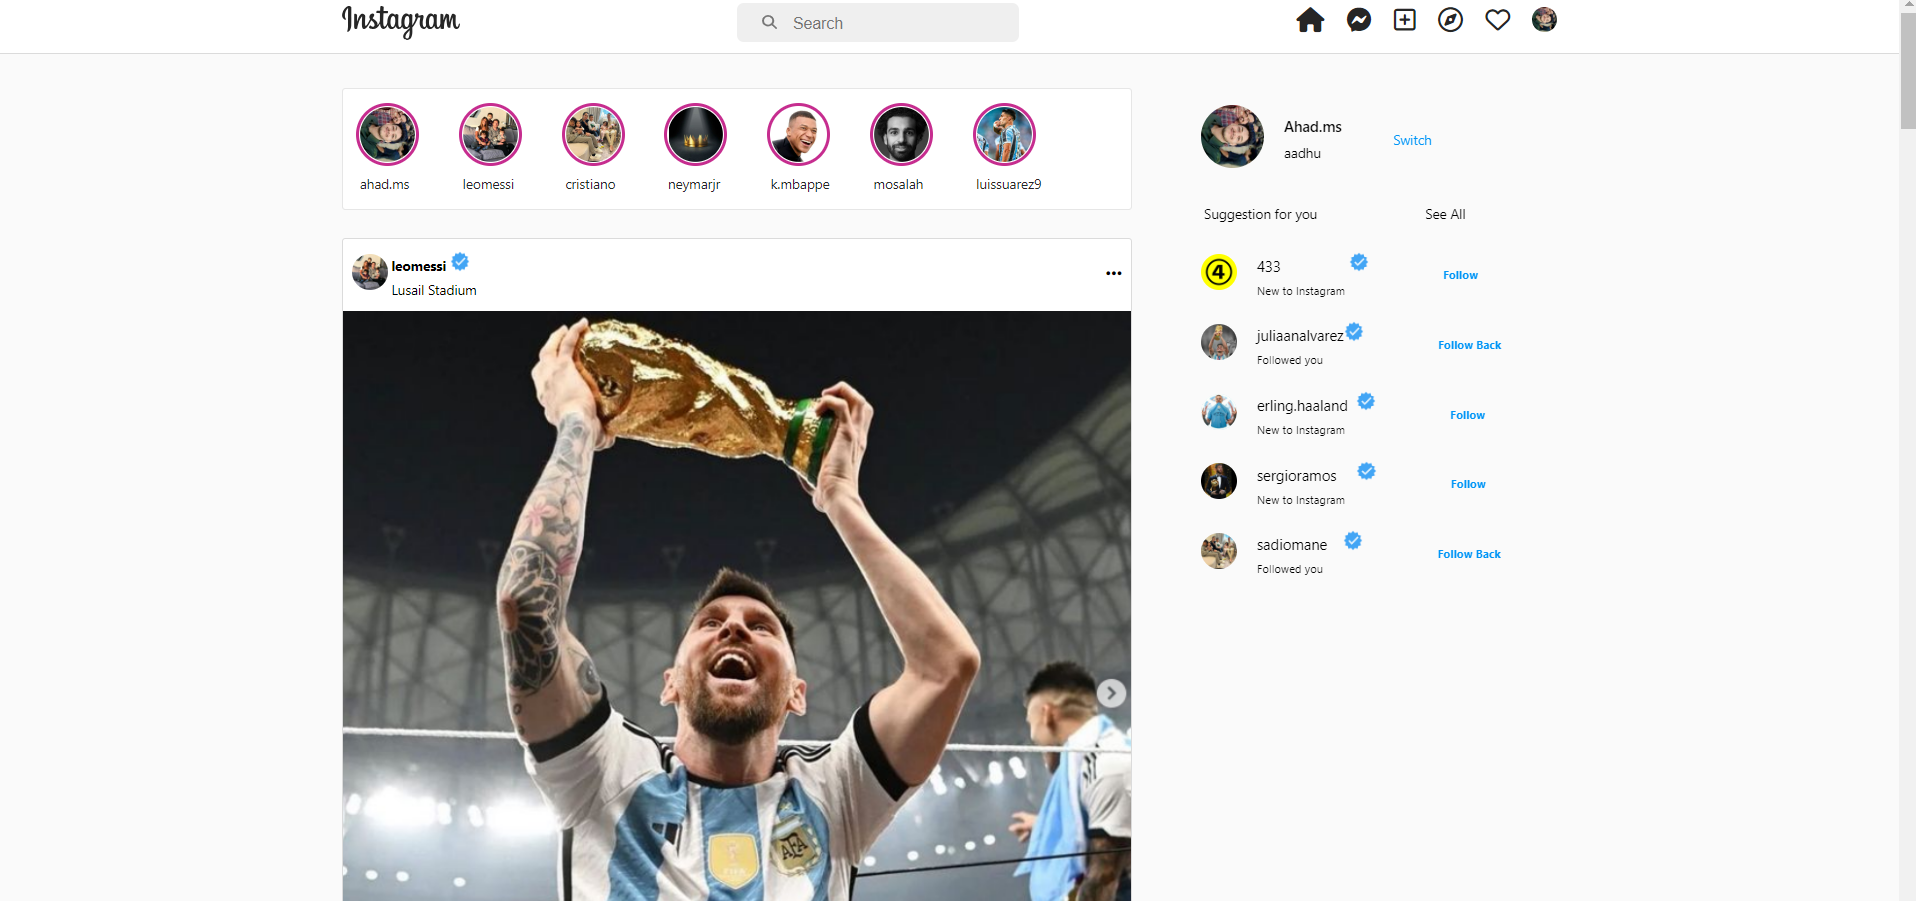 Instagram
Search
ahad.ms
leomessi
cristiano
neymarjr
k.mbappe
mosalah
luissuarez9
leomessi
Lusail Stadium
AFA
FIFA
Ahad.ms
aadhu
Switch
Suggestion for you
See All
4
433
New to Instagram
Follow
juliaanalvarez
Followed you
Follow Back
erling.haaland
New to Instagram
Follow
sergioramos
New to Instagram
Follow
sadiomane
Followed you
Follow Back